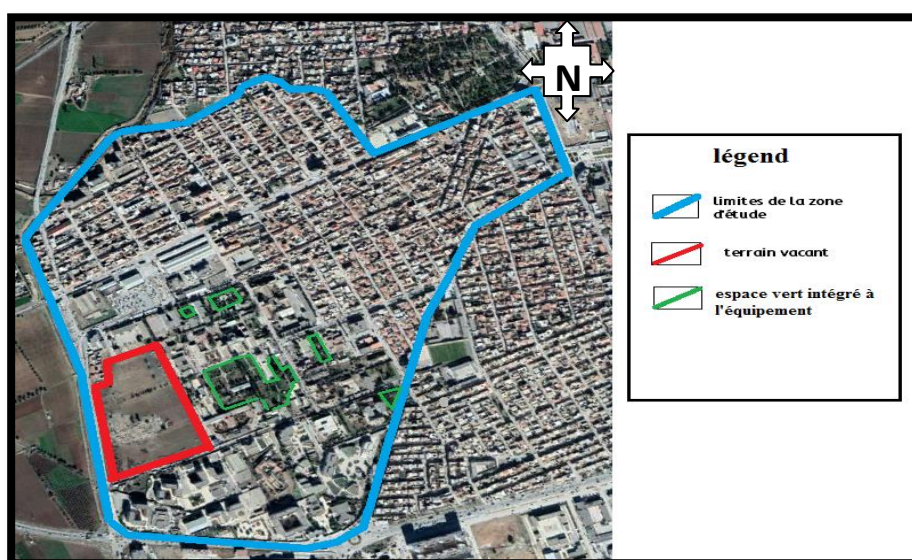 N
légend
limites de la zone
d'étude
terrain vacant
espace vert intégré à
l'équipement